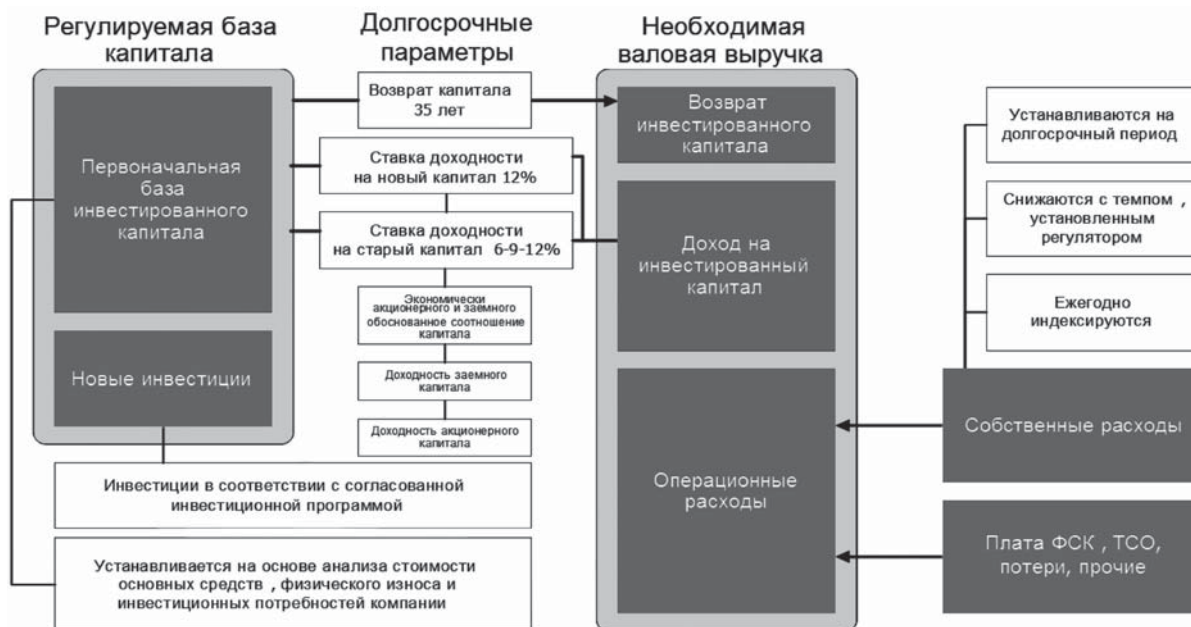 Регулируемая база
капитала
Первоначальная
база
инвестированного
капитала
Новые инвестиции
Инвестиции в соответствии с согласованной
инвестиционной программой
Устанавливается на основе анализа стоимости
основных средств , физического износа и
инвестиционных потребностей компании
Долгосрочные
параметры
Возврат капитала
35 лет
Ставка доходности
на новый капитал 12%
Ставка доходности
на старый капитал 6-9-12%
Экономически
акционерного и заемного
обоснованное соотношение
капитала
Доходность заемного
капитала
Доходность акционерного
капитала
Необходимая
валовая выручка
Возврат
инвестированного
капитала
Доход на
инвестированный
капитал
Операционные
расходы
Устанавливаются на
долгосрочный период
Снижаются с темпом ,
установленным
регулятором
Ежегодно
индексируются
Собственные расходы
Плата ФСК , ТСО,
потери, прочие